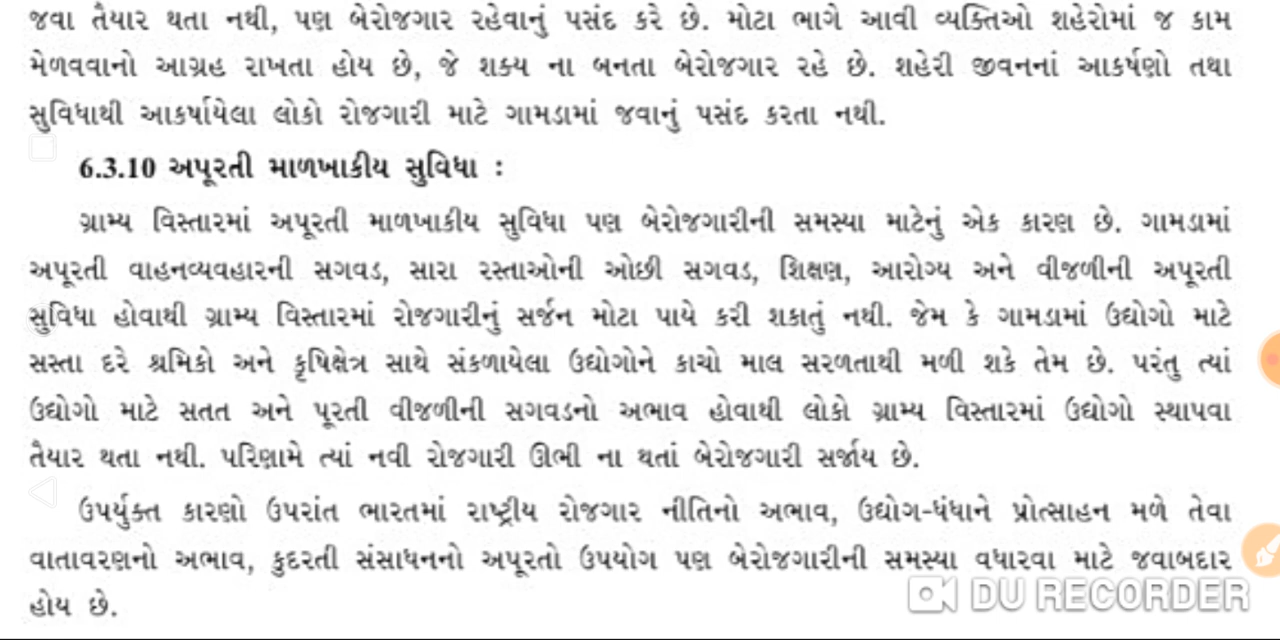 જવા તૈયાર થતા નથી, પણ બેરોજગાર રહેવાનું પસંદ કરે છે. મોટા ભાગે આવી વ્યક્તિઓ શહેરોમાં જ કામ
મેળવવાનો આગ્રહ રાખતા હોય છે, જે શક્ય ના બનતા બેરોજગાર રહે છે. શહેરી જીવનનાં આકર્ષણો તથા
સુવિધાથી આકર્ષાયેલા લોકો રોજગારી માટે ગામડામાં જવાનું પસંદ કરતા નથી.
6.3.10 અપૂરતી માળખાકીય સુવિધા :
ગ્રામ્ય વિસ્તારમાં અપૂરતી માળખાકીય સુવિધા પણ બેરોજગારીની સમસ્યા માટેનું એક કારણ છે. ગામડામાં
અપૂરતી વાહનવ્યવહારની સગવડ, સારા રસ્તાઓની ઓછી સગવડ, શિક્ષણ, આરોગ્ય અને વીજળીની અપૂરતી
સુવિધા હોવાથી ગ્રામ્ય વિસ્તારમાં રોજગારીનું સર્જન મોટા પાયે કરી શકાતું નથી. જેમ કે ગામડામાં ઉદ્યોગો માટે
સસ્તા દરે શ્રમિકો અને કૃષિક્ષેત્ર સાથે સંકળાયેલા ઉદ્યોગોને કાચો માલ સરળતાથી મળી શકે તેમ છે. પરંતુ ત્યાં
ઉદ્યોગો માટે સતત અને પૂરતી વીજળીની સગવડનો અભાવ હોવાથી લોકો ગ્રામ્ય વિસ્તારમાં ઉદ્યોગો સ્થાપવા
તૈયાર થતા નથી. પરિણામે ત્યાં નવી રોજગારી ઊભી ના થતાં બેરોજગારી સર્જાય છે.
ઉપર્યુક્ત કારણો ઉપરાંત ભારતમાં રાષ્ટ્રીય રોજગાર નીતિનો અભાવ, ઉદ્યોગ-ધંધાને પ્રોત્સાહન મળે તેવા
વાતાવરણનો અભાવ, કુદરતી સંસાધનનો અપૂરતો ઉપયોગ પણ બેરોજગારીની સમસ્યા વધારવા માટે જવાબદાર
હોય છે.
DU RECORDER